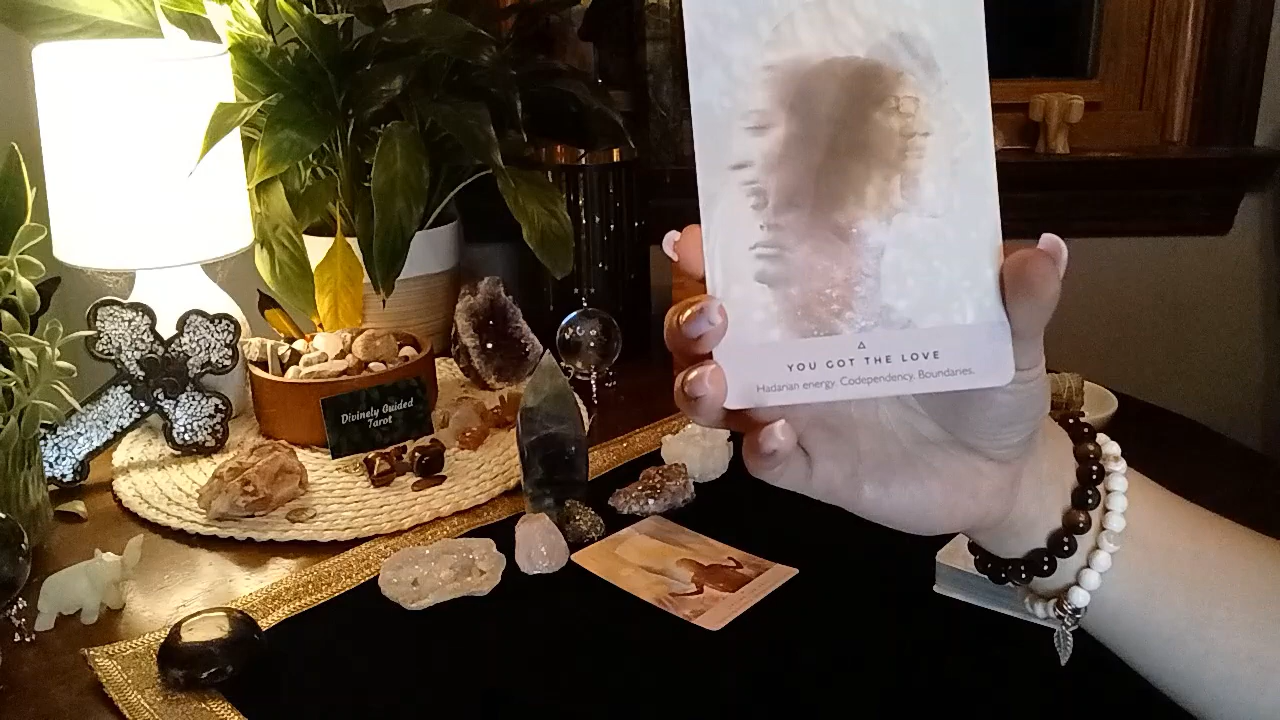 YOU GOT THE LOVE
Hadarian energy. Codependency. Boundaries.
Divinely Guided
Tarot